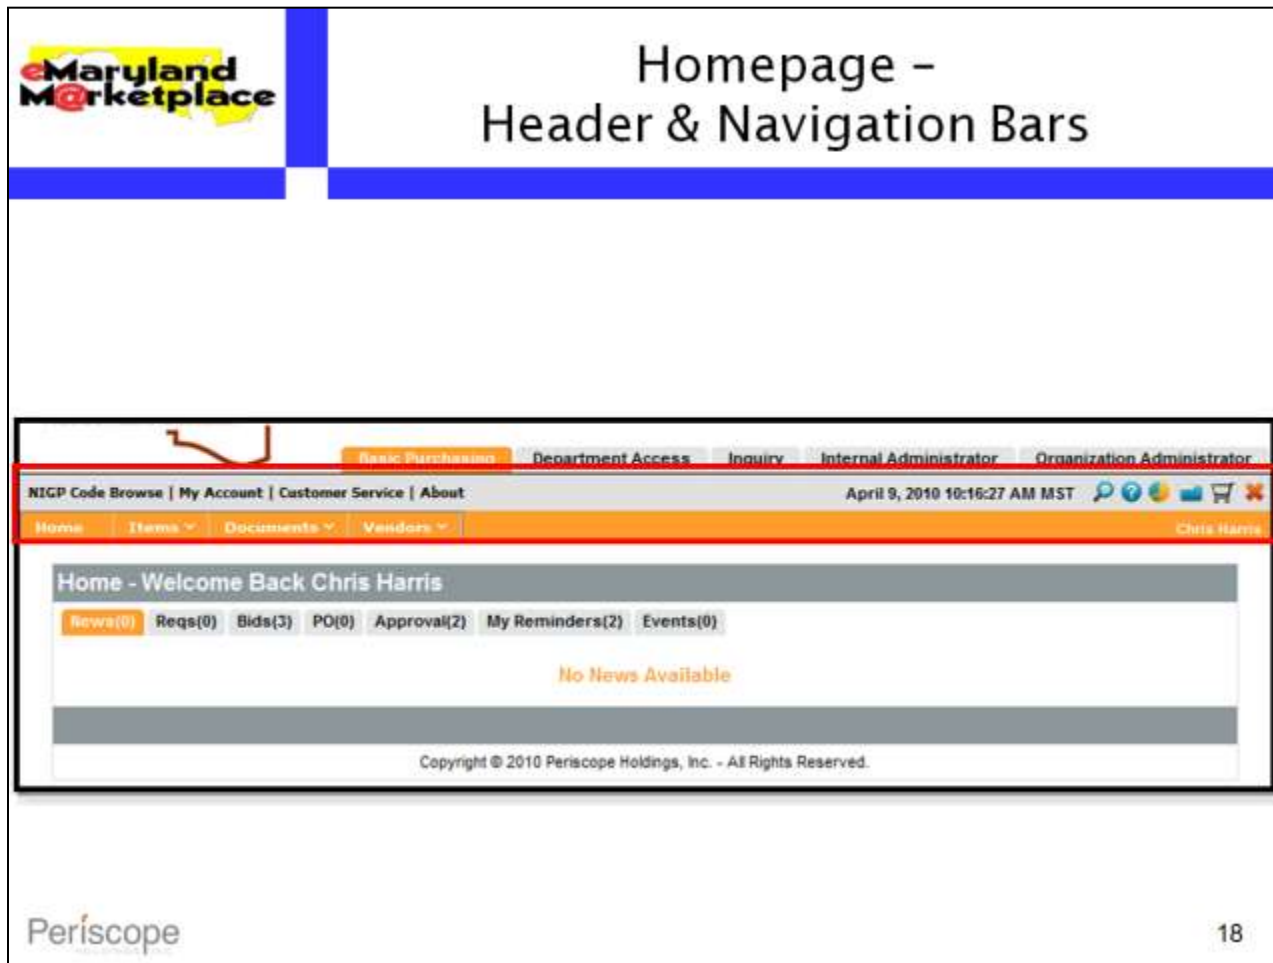 eMaryland
M@rketplace
Homepage –
Header & Navigation Bars
Basic Purchasing Department Access Inquiry Internal Administrator Organization Administrator
NIGP Code Browse | My Account | Customer Service | About April 9, 2010 10:16:27 AM MST
Home Items Documents Vendors Chris Harris
Home - Welcome Back Chris Harris
News(0) Reqs(0) Bids(3) PO(0) Approval(2) My Reminders(2) Events(0)
No News Available
Copyright © 2010 Periscope Holdings, Inc. - All Rights Reserved.
Periscope
18